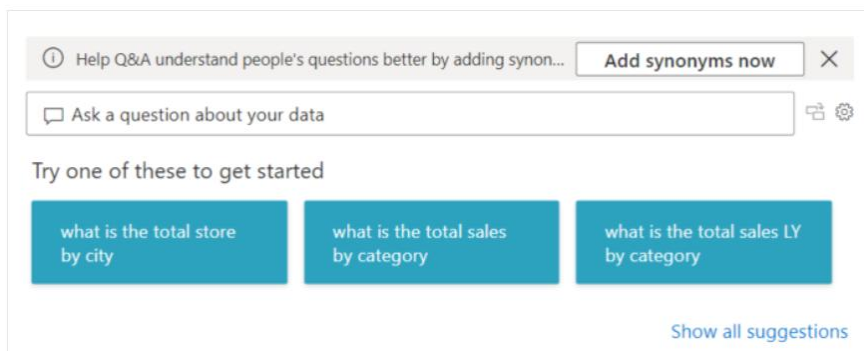 Help Q&A understand people's questions better by adding synon... Add synonyms now
Ask a question about your data
Try one of these to get started
what is the total store
by city
what is the total sales
by category
what is the total sales LY
by category
Show all suggestions